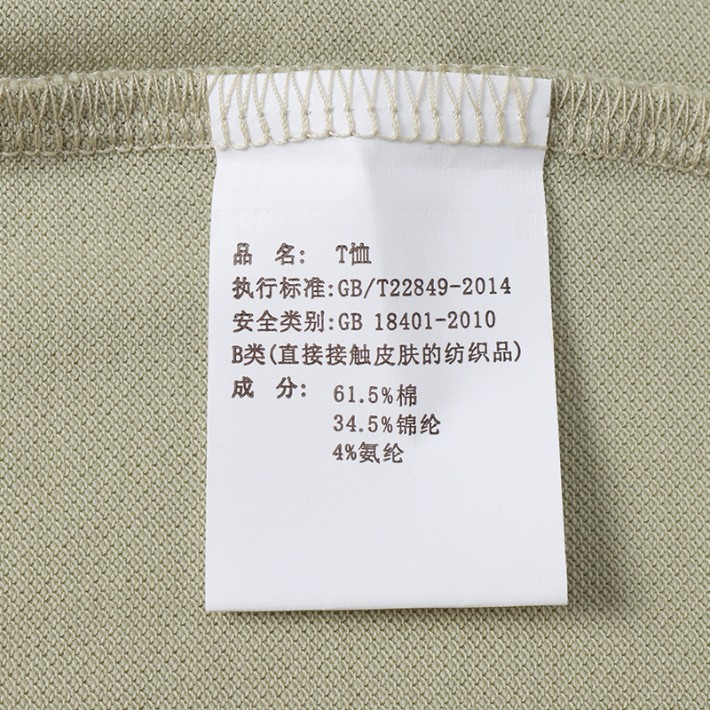 品 名： T恤
执行标准:GB/T22849-2014
安全类别:GB 18401-2010
B类(直接接触皮肤的纺织品)
成 分： 61.5%棉
34.5%锦纶
4%氨纶